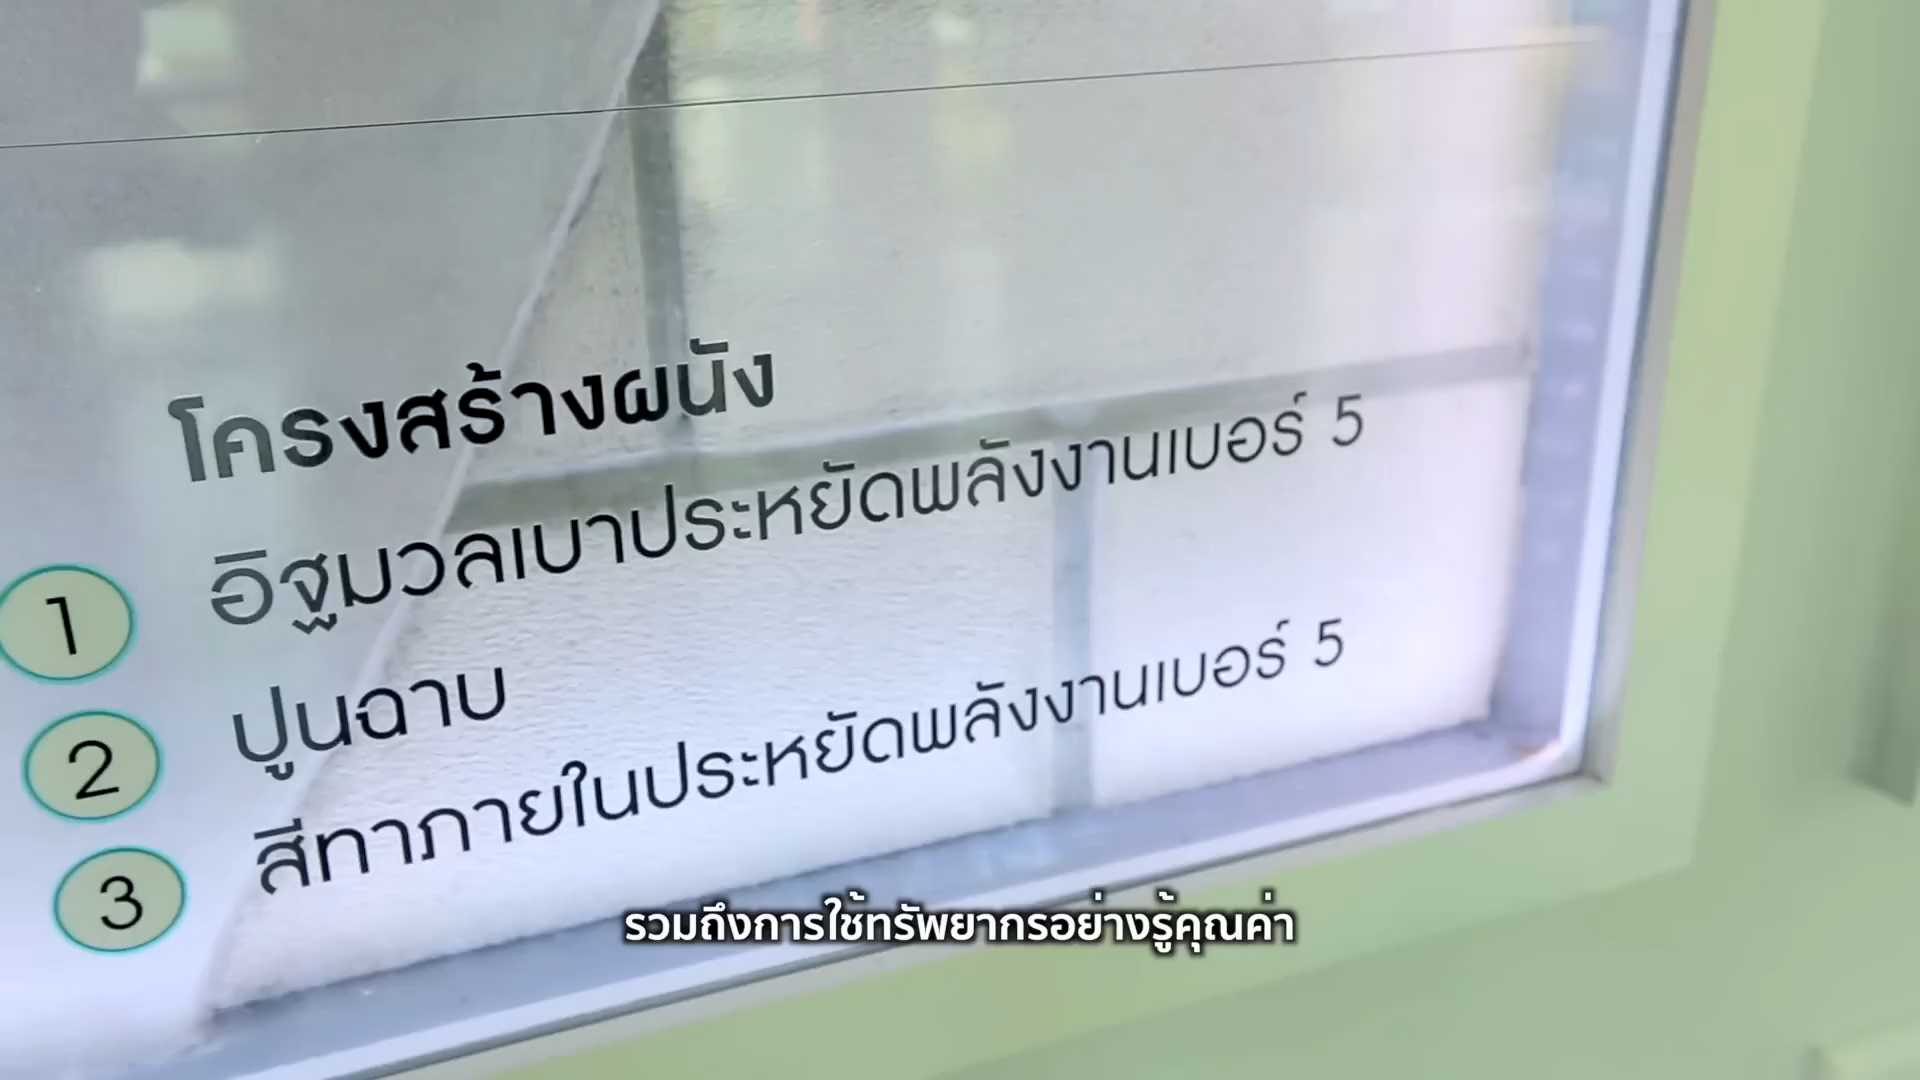 โครงสร้างผนัง
1 อิฐมวลเบาประหยัดพลังงานเบอร์ 5
2 ปูนฉาบ
3 สีทาภายในประหยัดพลังงานเบอร์ 5
รวมถึงการใช้ทรัพยากรอย่างรู้คุณค่า